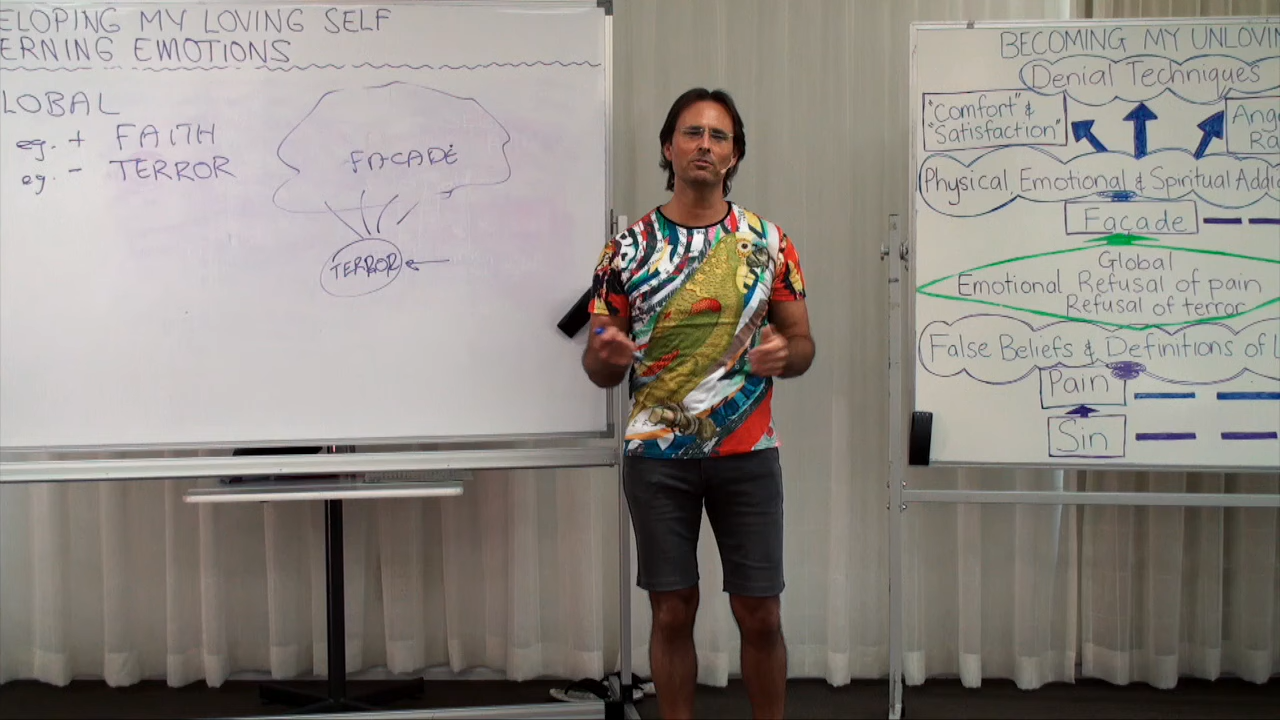 ELOPING MY LOVING SELF
ERNING EMOTIONS
LOBAL
eg. + FAITH
eg. - TERROR
FACADE
TERROR
BECOMING MY UNLOVIN
Denial Techniques
"Comfort" &
"Satisfaction"
Ang
Ra
Physical Emotional & Spiritual Addi
Façade
Global
Emotional Refusal of pain
Refusal of terror
False Beliefs & Definitions of L
Pain
Sin